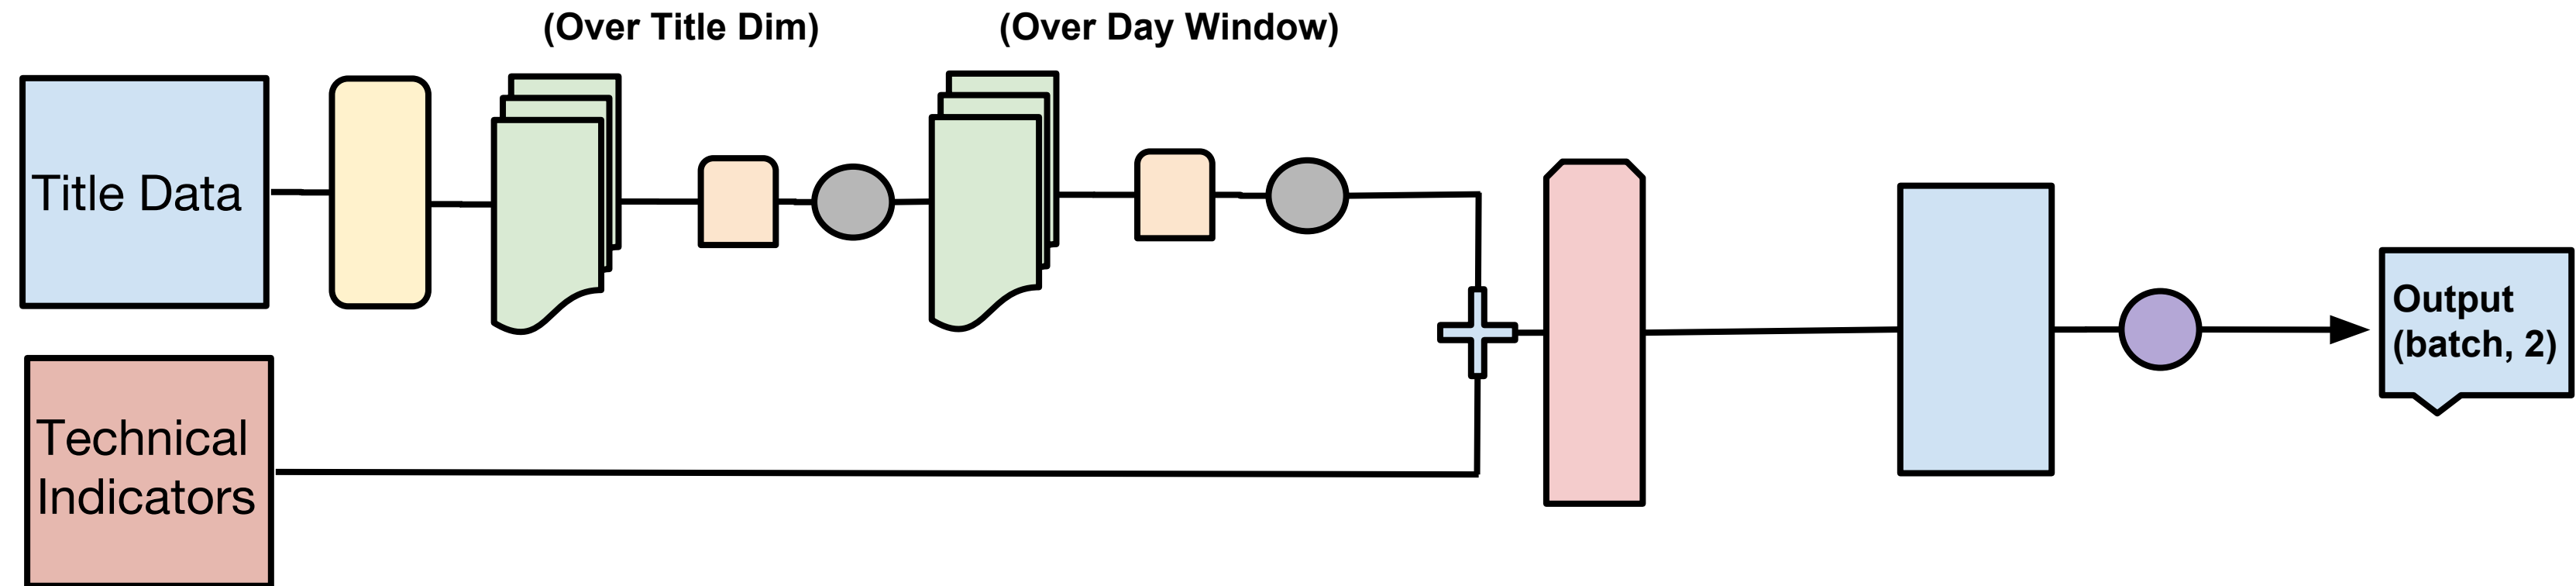 (Over Title Dim)
(Over Day Window)
Title Data
Technical
Indicators
Output
(batch, 2)